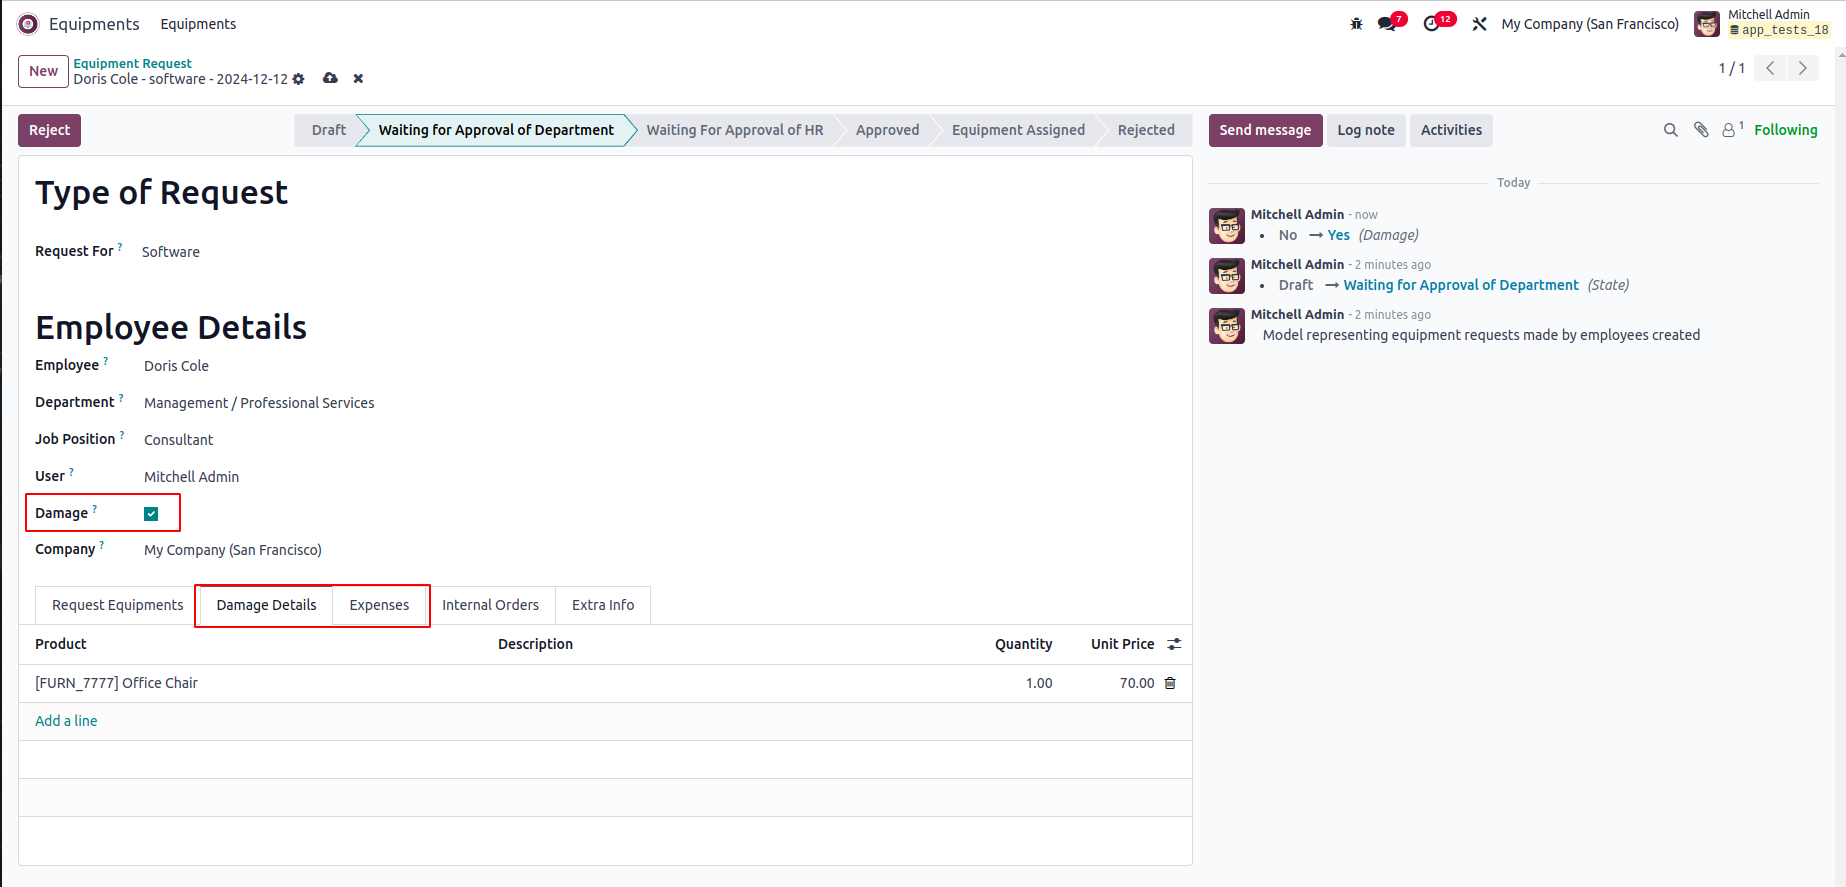 Equipments Equipments 7 12 My Company (San Francisco) Mitchell Admin
app_tests_18
New Equipment Request
Doris Cole - software - 2024-12-12 1 / 1
Reject Draft Waiting for Approval of Department Waiting For Approval of HR Approved Equipment Assigned Rejected
Send message Log note Activities 1 Following
Type of Request
Request For ? Software
Employee Details
Employee ? Doris Cole
Department ? Management / Professional Services
Job Position ? Consultant
User ? Mitchell Admin
Damage ?
Company ? My Company (San Francisco)
Request Equipments Damage Details Expenses Internal Orders Extra Info
Product Description Quantity Unit Price
[FURN_7777] Office Chair 1.00 70.00
Add a line
Today
Mitchell Admin - now
• No → Yes (Damage)
Mitchell Admin - 2 minutes ago
• Draft → Waiting for Approval of Department (State)
Mitchell Admin - 2 minutes ago
Model representing equipment requests made by employees created